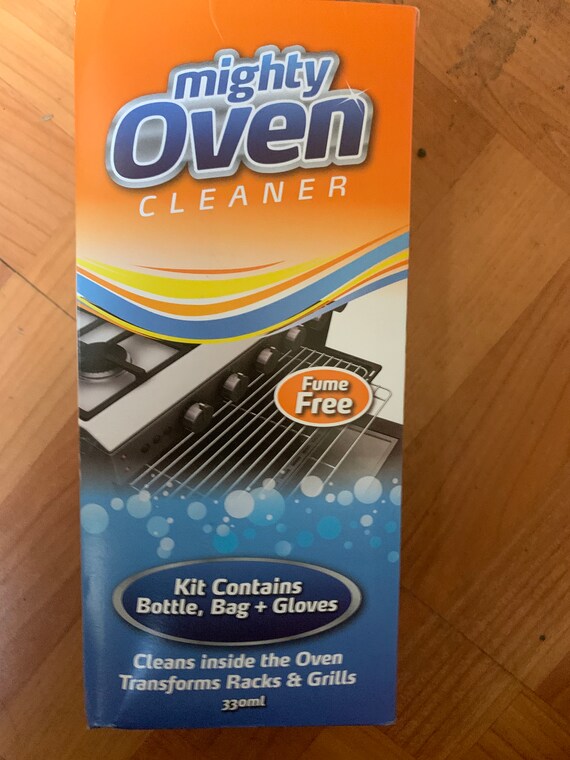 mighty
Oven
CLEANER
Fume
Free
Kit Contains
Bottle, Bag + Gloves
Cleans inside the Oven
Transforms Racks & Grills
330ml